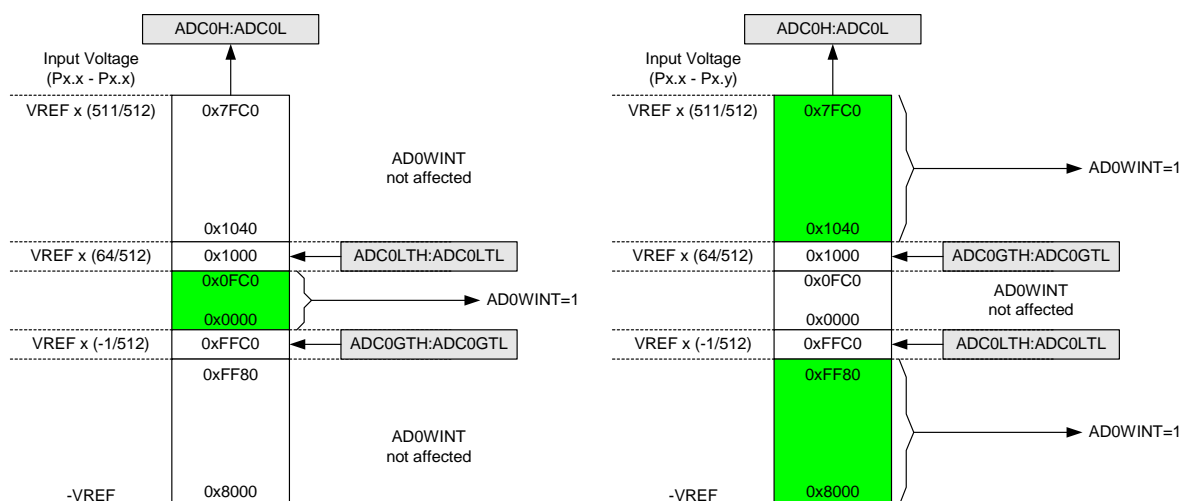 ADC0H:ADC0L
Input Voltage
(Px.x - Px.x)
VREF x (511/512)
0x7FC0
AD0WINT
not affected
0x1040
VREF x (64/512)
0x1000
ADC0LTH:ADC0LTL
0x0FC0
AD0WINT=1
0x0000
VREF x (-1/512)
0xFFC0
ADC0GTH:ADC0GTL
0xFF80
AD0WINT
not affected
-VREF
0x8000
ADC0H:ADC0L
Input Voltage
(Px.x - Px.y)
VREF x (511/512)
0x7FC0
AD0WINT=1
0x1040
VREF x (64/512)
0x1000
ADC0GTH:ADC0GTL
0x0FC0
AD0WINT
not affected
0x0000
VREF x (-1/512)
0xFFC0
ADC0LTH:ADC0LTL
0xFF80
AD0WINT=1
-VREF
0x8000